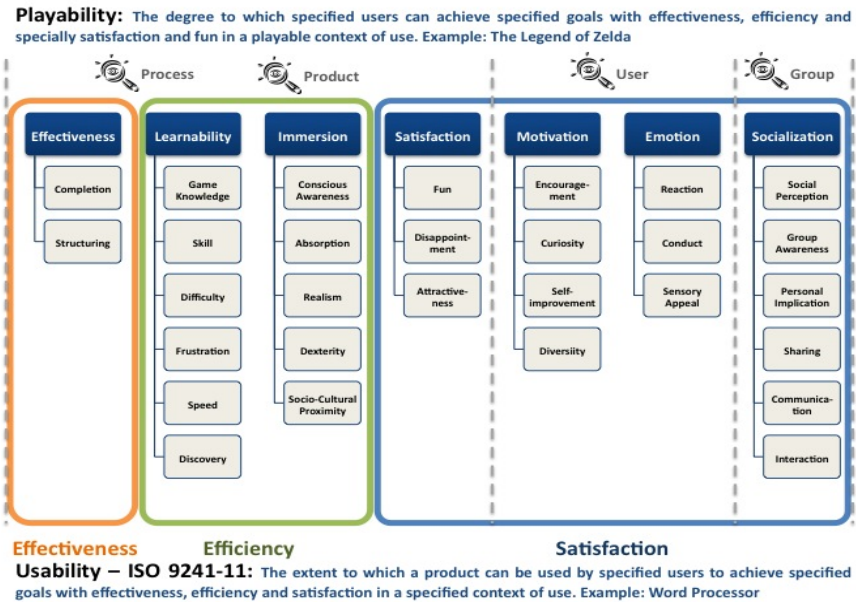 Playability: The degree to which specified users can achieve specified goals with effectiveness, efficiency and
specially satisfaction and fun in a playable context of use. Example: The Legend of Zelda
Process
Product
User
Group
Effectiveness
Completion
Structuring
Learnability
Game
Knowledge
Skill
Difficulty
Frustration
Speed
Discovery
Immersion
Conscious
Awareness
Absorption
Realism
Dexterity
Socio-Cultural
Proximity
Satisfaction
Fun
Disappoint-
ment
Attractive-
ness
Motivation
Encourage-
ment
Curiosity
Self-
improvement
Diversiity
Emotion
Reaction
Conduct
Sensory
Appeal
Socialization
Social
Perception
Group
Awareness
Personal
Implication
Sharing
Communica-
tion
Interaction
Effectiveness
Efficiency
Satisfaction
Usability – ISO 9241-11: The extent to which a product can be used by specified users to achieve specified
goals with effectiveness, efficiency and satisfaction in a specified context of use. Example: Word Processor